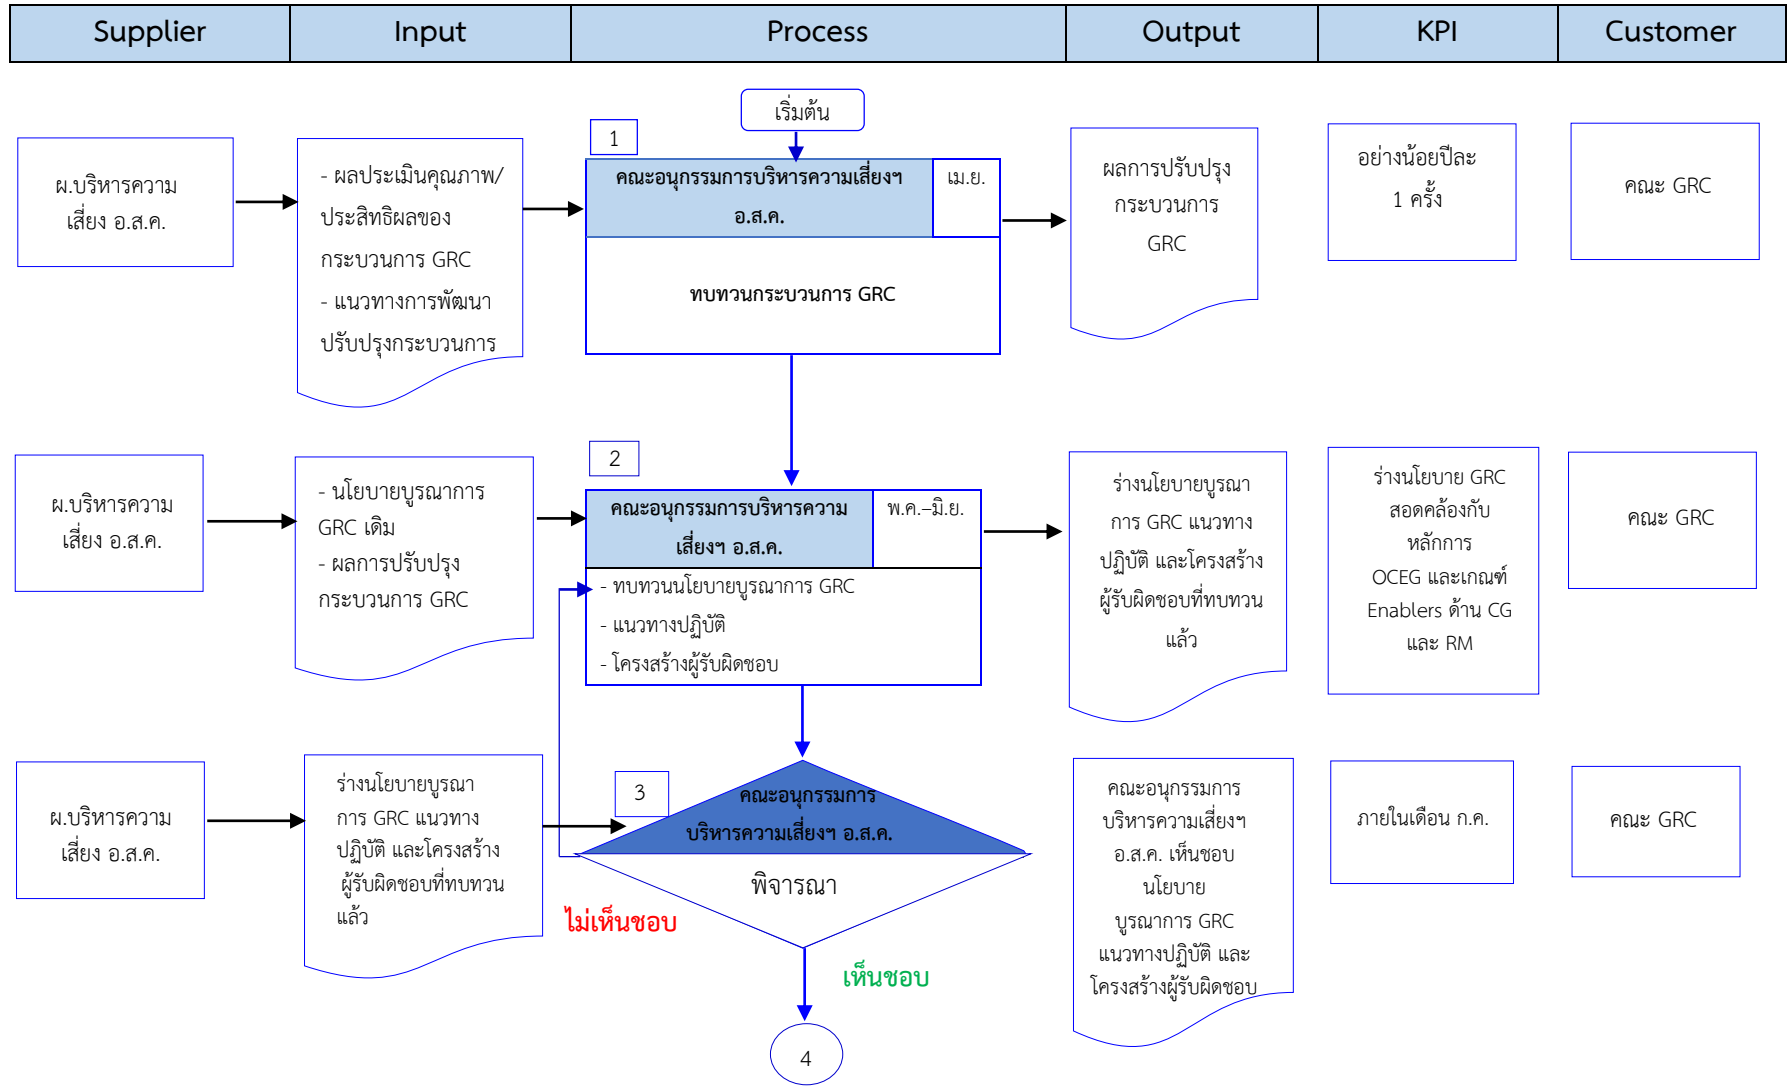 Supplier
Input
Process
Output
KPI
Customer
เริ่มต้น
1
ผ.บริหารความ
เสี่ยง อ.ส.ค.
- ผลประเมินคุณภาพ/
ประสิทธิผลของ
กระบวนการ GRC
- แนวทางการพัฒนา
ปรับปรุงกระบวนการ
คณะอนุกรรมการบริหารความเสี่ยงฯ
อ.ส.ค.
เม.ย.
ทบทวนกระบวนการ GRC
ผลการปรับปรุง
กระบวนการ
GRC
อย่างน้อยปีละ
1 ครั้ง
คณะ GRC
2
ผ.บริหารความ
เสี่ยง อ.ส.ค.
- นโยบายบูรณาการ
GRC เดิม
- ผลการปรับปรุง
กระบวนการ GRC
คณะอนุกรรมการบริหารความ
เสี่ยงฯ อ.ส.ค.
พ.ค.–มิ.ย.
- ทบทวนนโยบายบูรณาการ GRC
- แนวทางปฏิบัติ
- โครงสร้างผู้รับผิดชอบ
ร่างนโยบายบูรณา
การ GRC แนวทาง
ปฏิบัติ และโครงสร้าง
ผู้รับผิดชอบที่ทบทวน
แล้ว
ร่างนโยบาย GRC
สอดคล้องกับ
หลักการ
OCEG และเกณฑ์
Enablers ด้าน CG
และ RM
คณะ GRC
3
ผ.บริหารความ
เสี่ยง อ.ส.ค.
ร่างนโยบายบูรณา
การ GRC แนวทาง
ปฏิบัติ และโครงสร้าง
ผู้รับผิดชอบที่ทบทวน
แล้ว
คณะอนุกรรมการ
บริหารความเสี่ยงฯ อ.ส.ค.
พิจารณา
ไม่เห็นชอบ
เห็นชอบ
4
คณะอนุกรรมการ
บริหารความเสี่ยงฯ
อ.ส.ค. เห็นชอบ
นโยบาย
บูรณาการ GRC
แนวทางปฏิบัติ และ
โครงสร้างผู้รับผิดชอบ
ภายในเดือน ก.ค.
คณะ GRC